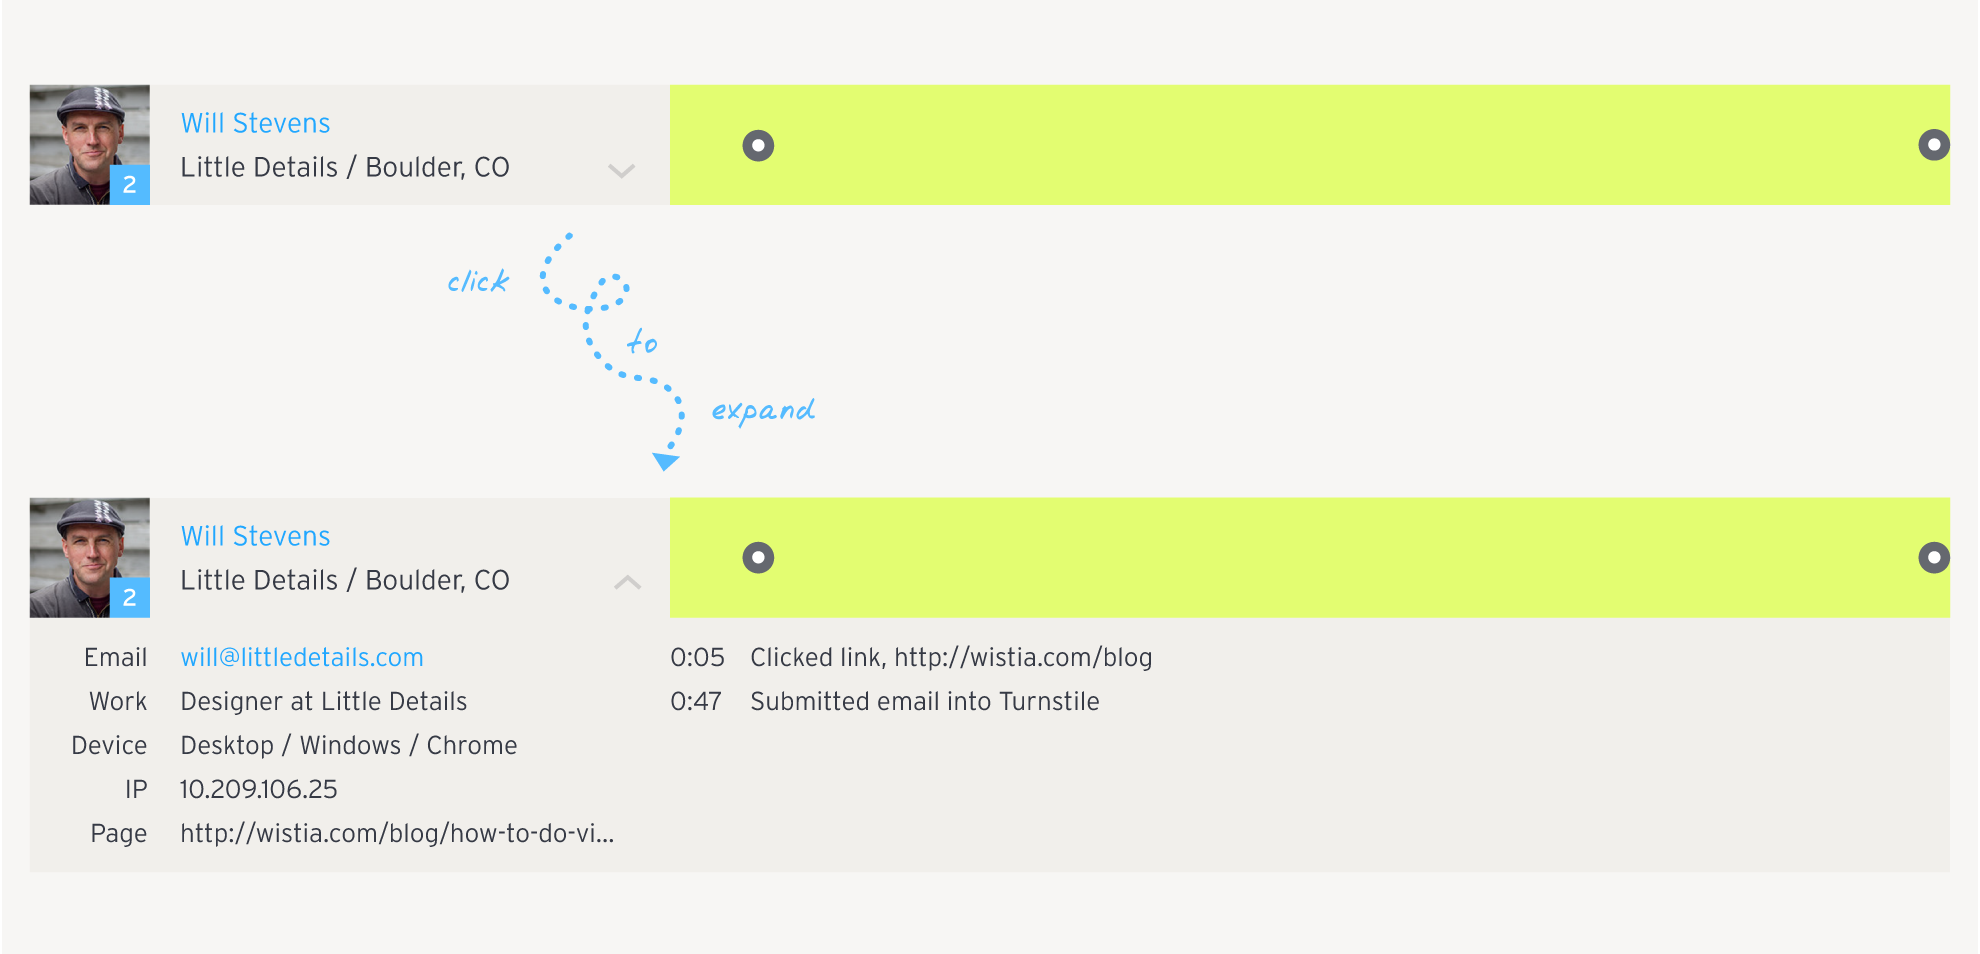 Will Stevens
Little Details / Boulder, CO
2
click
to
expand
Will Stevens
Little Details / Boulder, CO
2
Email will@littledetails.com
Work Designer at Little Details
Device Desktop / Windows / Chrome
IP 10.209.106.25
Page http://wistia.com/blog/how-to-do-vi...
0:05 Clicked link, http://wistia.com/blog
0:47 Submitted email into Turnstile